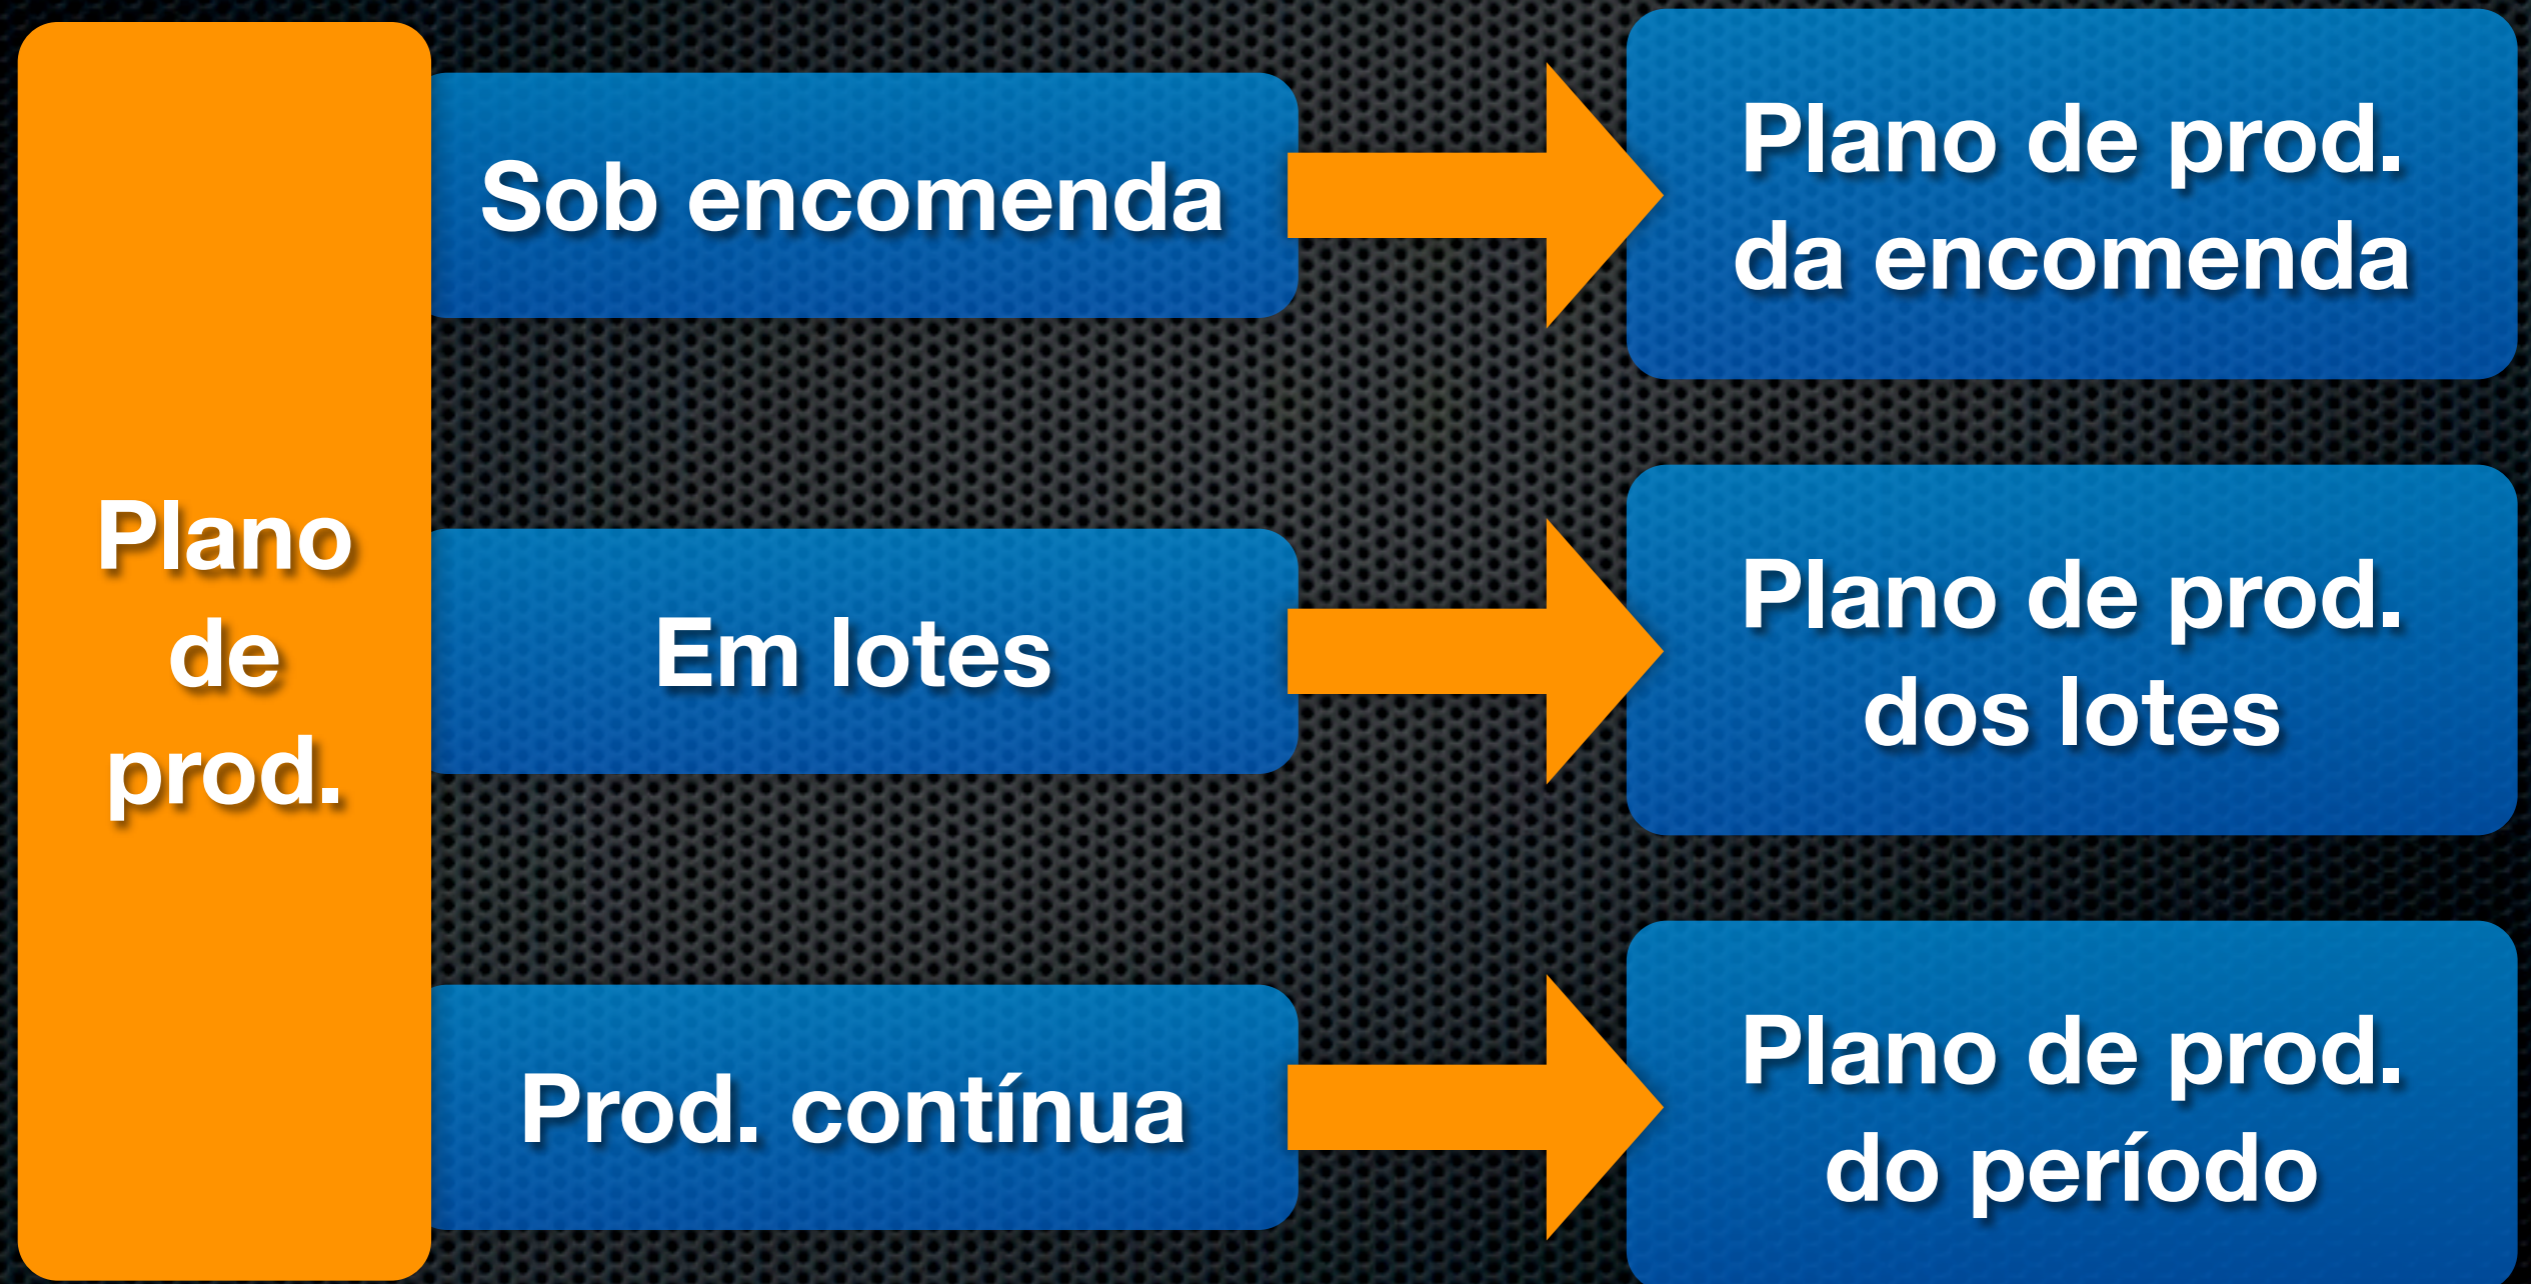 Plano
de
prod.
Sob encomenda
Plano de prod.
da encomenda
Em lotes
Plano de prod.
dos lotes
Prod. contínua
Plano de prod.
do período